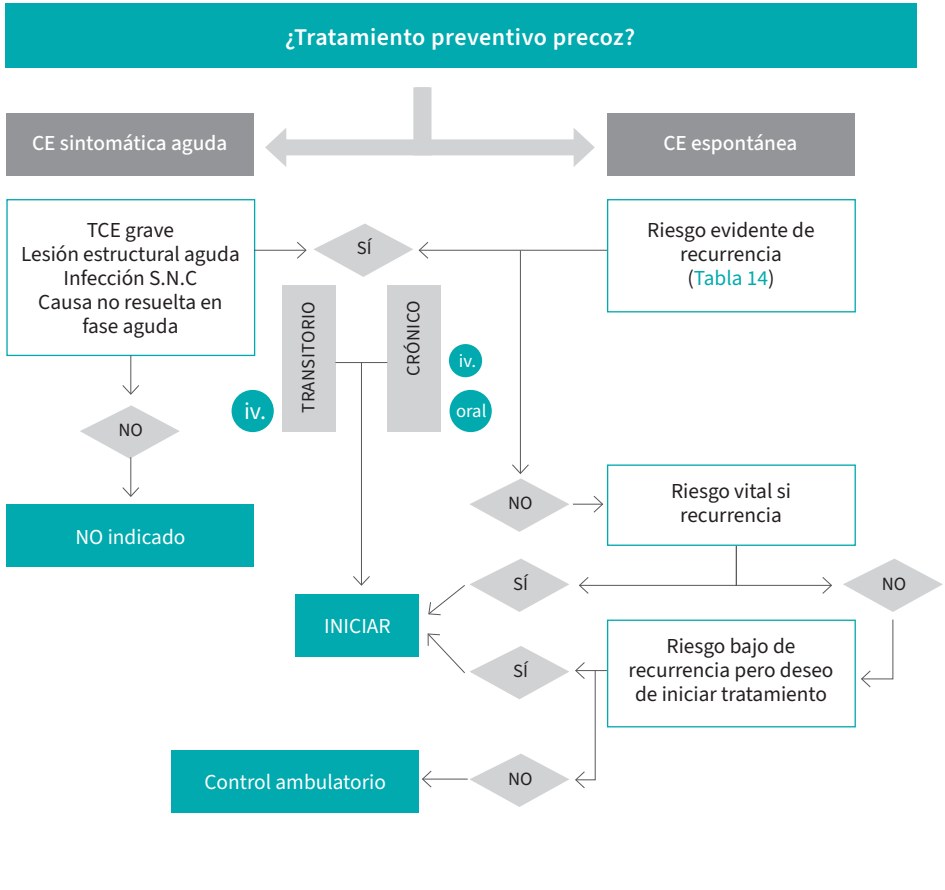 ¿Tratamiento preventivo precoz?
CE sintomática aguda
CE espontánea
TCE grave
Lesión estructural aguda
Infección S.N.C
Causa no resuelta en
fase aguda
SÍ
Riesgo evidente de
recurrencia
(Tabla 14)
TRANSITORIO
CRÓNICO
iv.
iv.
oral
NO
NO indicado
NO
Riesgo vital si
recurrencia
SÍ
NO
INICIAR
SÍ
Riesgo bajo de
recurrencia pero deseo
de iniciar tratamiento
Control ambulatorio
NO